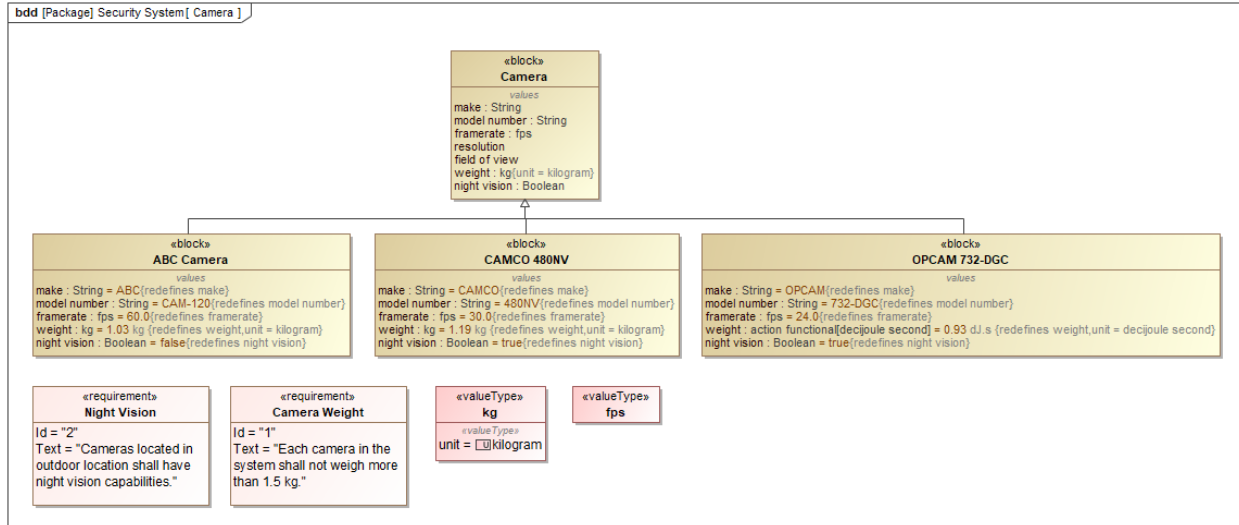 bdd [Package] Security System[ Camera ]
«block»
Camera
values
make : String
model number : String
framerate : fps
resolution
field of view
weight : kg{unit = kilogram}
night vision : Boolean
«block»
ABC Camera
values
make : String = ABC{redefines make}
model number : String = CAM-120{redefines model number}
framerate : fps = 60.0{redefines framerate}
weight : kg = 1.03 kg {redefines weight,unit = kilogram}
night vision : Boolean = false{redefines night vision}
«block»
CAMCO 480NV
values
make : String = CAMCO{redefines make}
model number : String = 480NV{redefines model number}
framerate : fps = 30.0{redefines framerate}
weight : kg = 1.19 kg {redefines weight,unit = kilogram}
night vision : Boolean = true{redefines night vision}
«block»
OPCAM 732-DGC
values
make : String = OPCAM{redefines make}
model number : String = 732-DGC{redefines model number}
framerate : fps = 24.0{redefines framerate}
weight : action functional[decijoule second] = 0.93 dJ.s {redefines weight,unit = decijoule second}
night vision : Boolean = true{redefines night vision}
«requirement»
Night Vision
Id = "2"
Text = "Cameras located in
outdoor location shall have
night vision capabilities."
«requirement»
Camera Weight
Id = "1"
Text = "Each camera in the
system shall not weigh more
than 1.5 kg."
«valueType»
kg
«valueType»
unit = U kilogram
«valueType»
fps